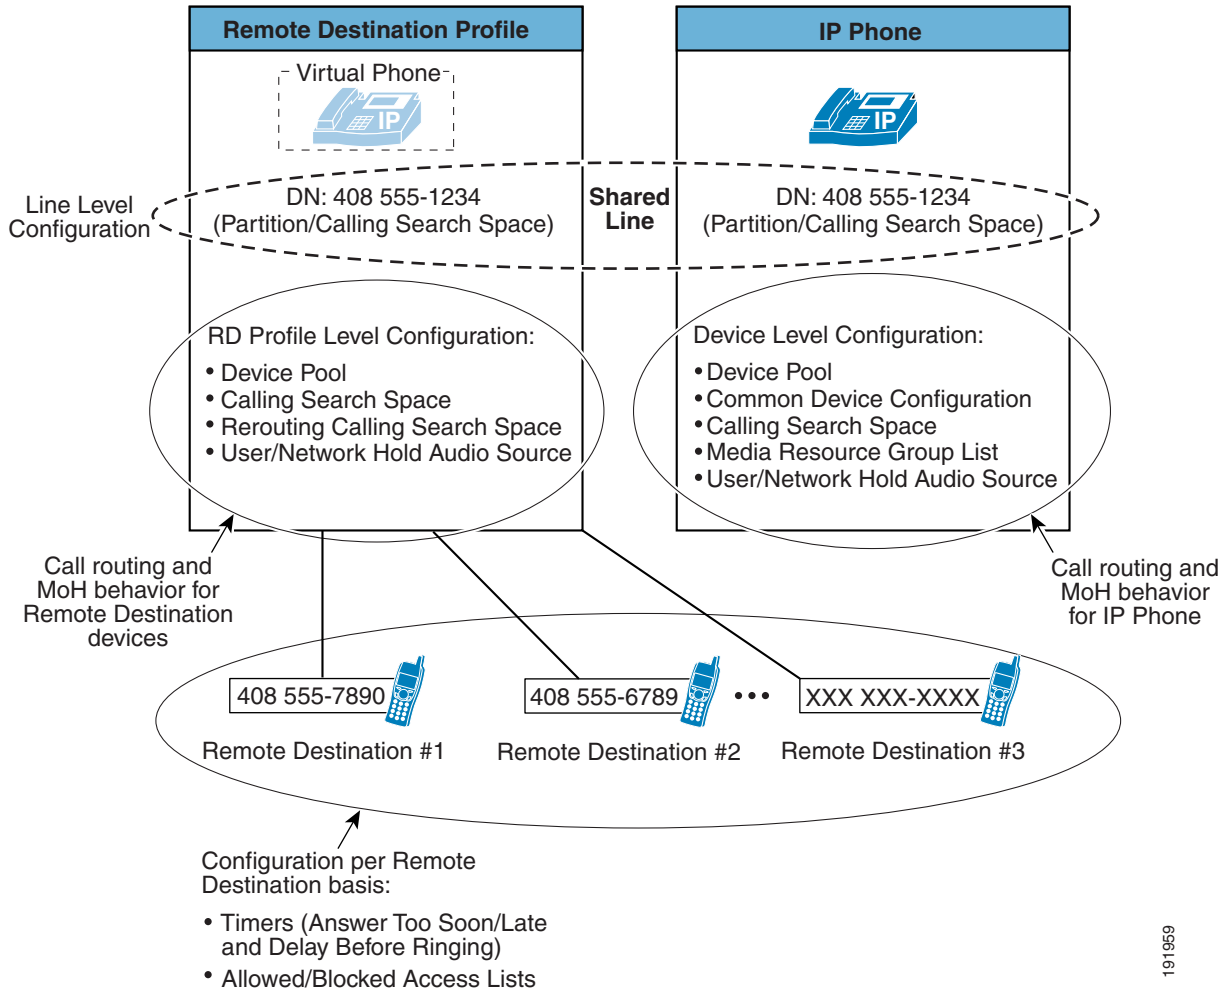 Remote Destination Profile
IP Phone
Virtual Phone
IP
IP
Line Level
Configuration
DN: 408 555-1234
(Partition/Calling Search Space)
Shared
Line
DN: 408 555-1234
(Partition/Calling Search Space)
RD Profile Level Configuration:
• Device Pool
• Calling Search Space
• Rerouting Calling Search Space
• User/Network Hold Audio Source
Device Level Configuration:
• Device Pool
• Common Device Configuration
• Calling Search Space
• Media Resource Group List
• User/Network Hold Audio Source
Call routing and
MoH behavior for
Remote Destination
devices
Call routing and
MoH behavior
for IP Phone
408 555-7890
408 555-6789
•••
XXX XXX-XXXX
Remote Destination #1
Remote Destination #2
Remote Destination #3
Configuration per Remote
Destination basis:
• Timers (Answer Too Soon/Late
and Delay Before Ringing)
• Allowed/Blocked Access Lists
191959